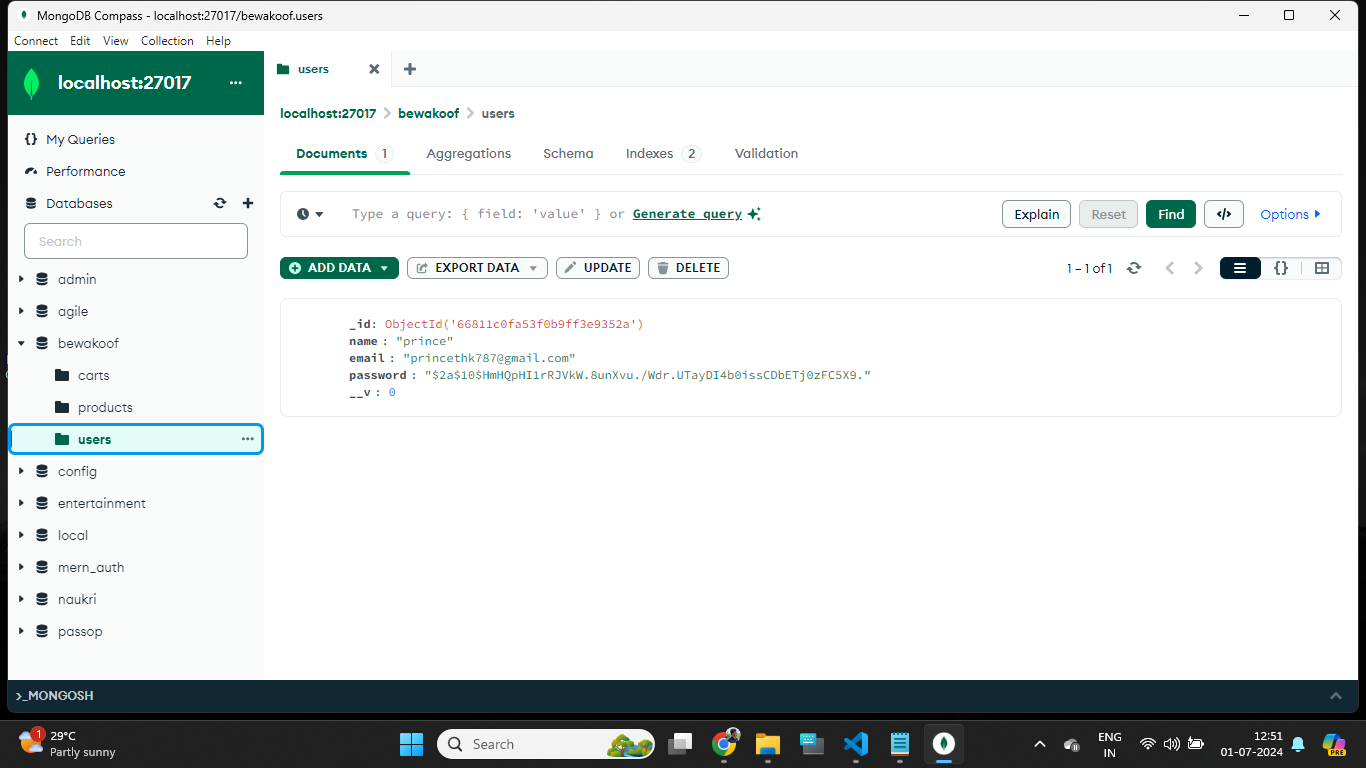 MongoDB Compass - localhost:27017/bewakoof.users
Connect Edit View Collection Help
localhost:27017
users
localhost:27017 bewakoof users
My Queries
Performance
Databases
Search
admin
agile
bewakoof
carts
products
users
config
entertainment
local
mern_auth
naukri
passop
Documents 1 Aggregations Schema Indexes 2 Validation
Type a query: { field: 'value' } or Generate query
Explain Reset Find </> Options
ADD DATA EXPORT DATA UPDATE DELETE
1 – 1 of 1 {}
_id: ObjectId('66811c0fa53f0b9ff3e9352a')
name : "prince"
email : "princethk787@gmail.com"
password : "$2a$10$HmHQpHI1rRJVkW.8unXvu./Wdr.UTayDI4b0issCDbETj0zFC5X9."
__v : 0
>_MONGOSH
1
29°C
Partly sunny
Search
ENG
IN
12:51
01-07-2024
PRE